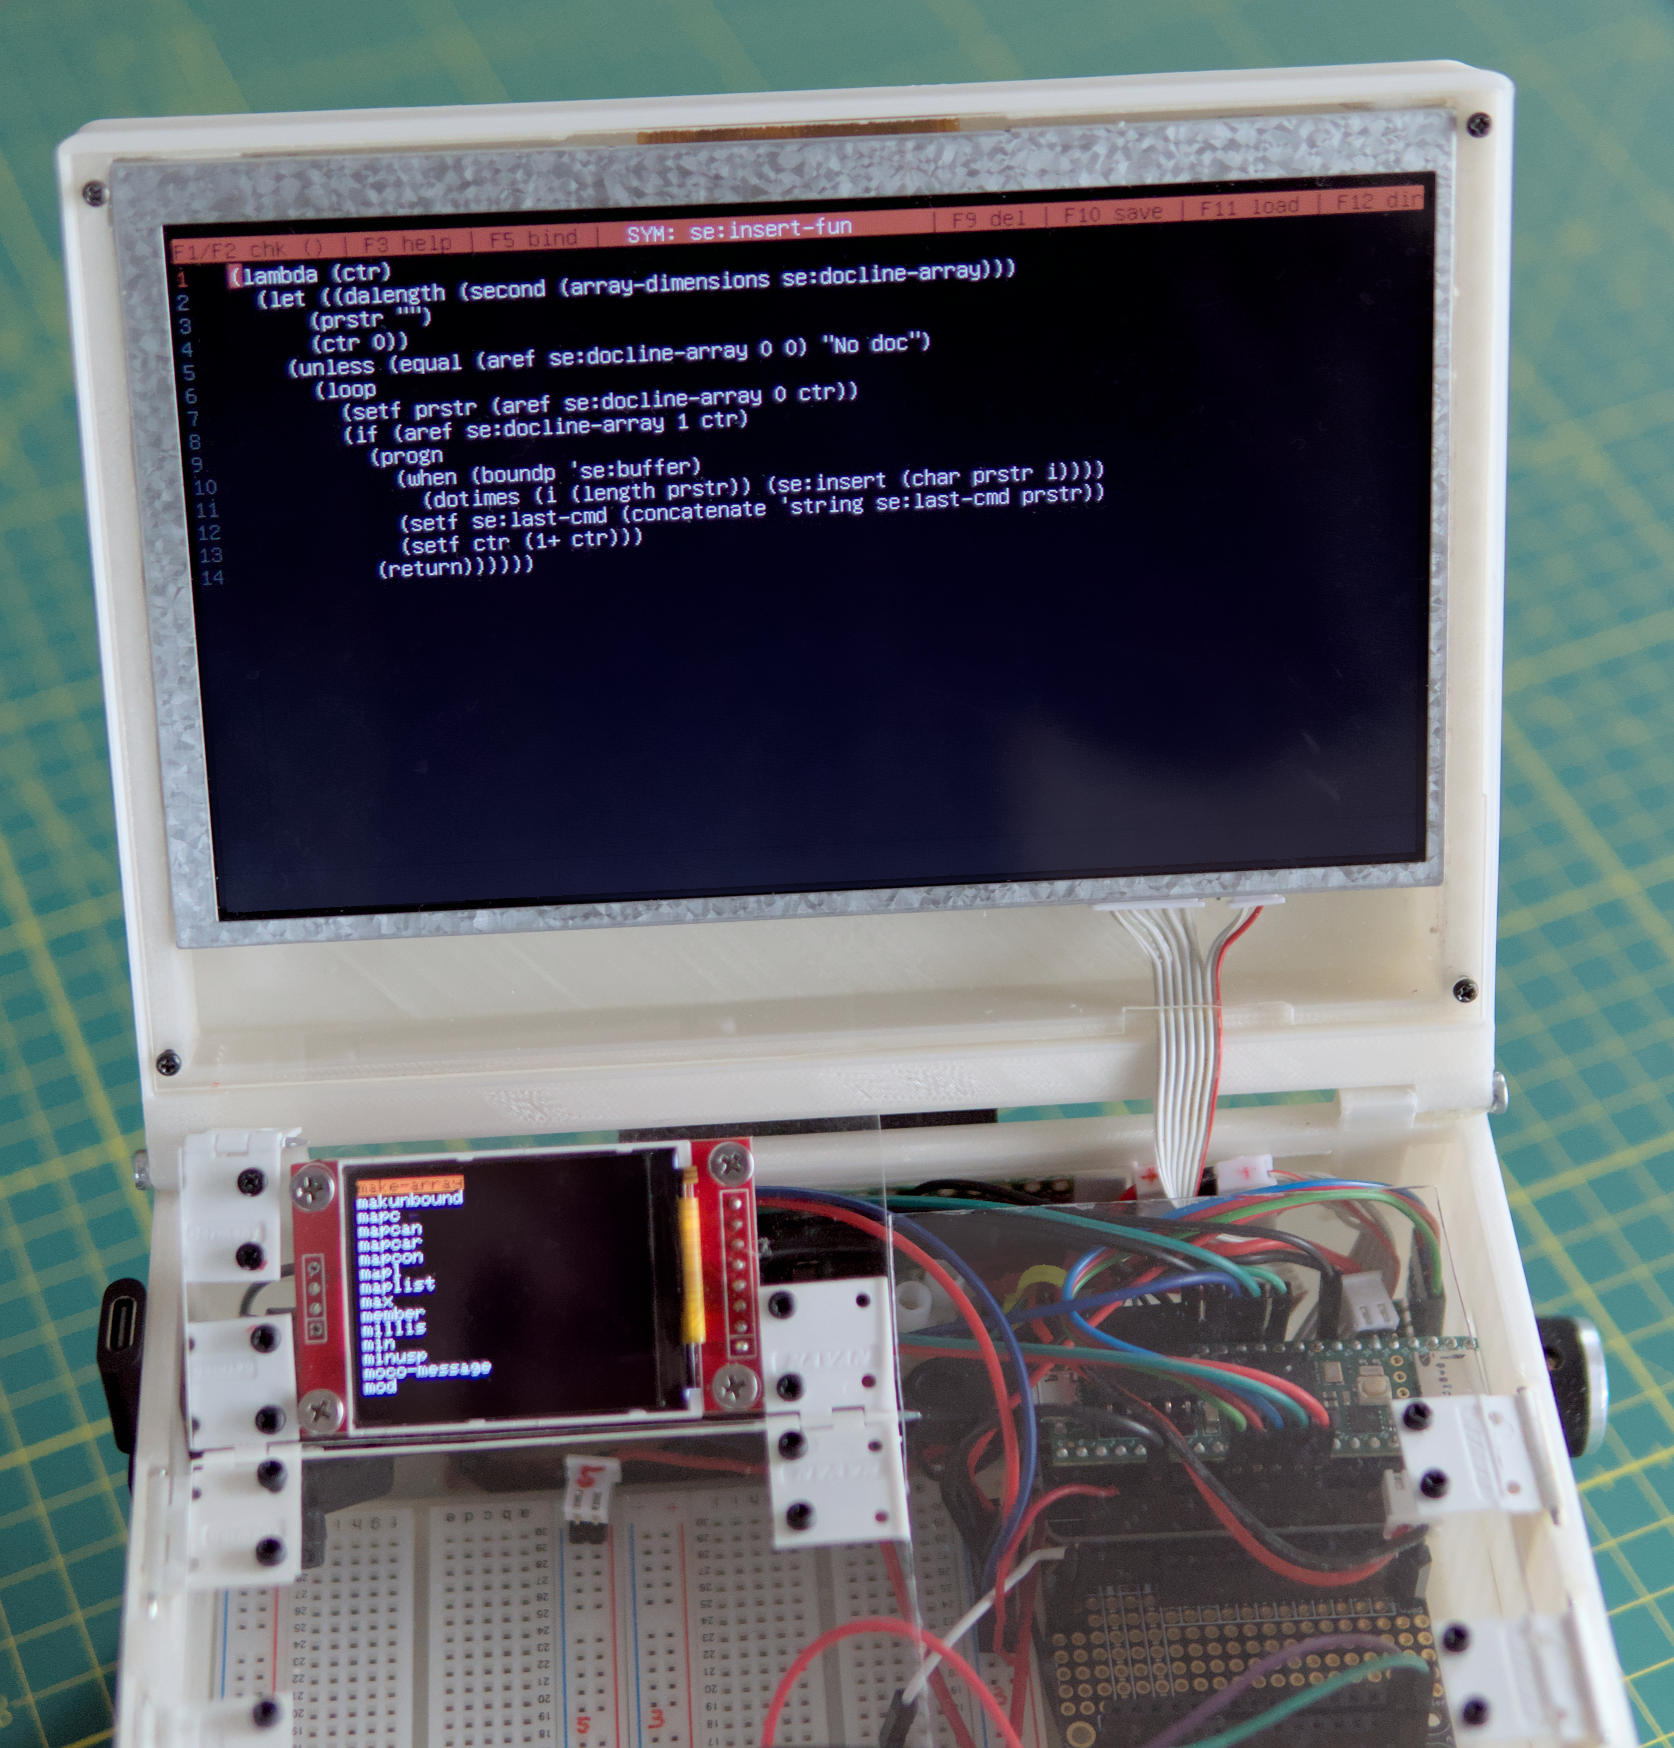 F1/F2 chk () | F3 help | F5 bind | SYM: se:insert-fun | F9 del | F10 save | F11 load | F12 dir
1 (lambda (ctr)
2 (let ((dalength (second (array-dimensions se:docline-array)))
3 (prstr "")
4 (ctr 0))
5 (unless (equal (aref se:docline-array 0 0) "No doc")
6 (loop
7 (setf prstr (aref se:docline-array 0 ctr))
8 (if (aref se:docline-array 1 ctr)
9 (progn
10 (when (boundp 'se:buffer)
11 (dotimes (i (length prstr)) (se:insert (char prstr i))))
12 (setf se:last-cmd (concatenate 'string se:last-cmd prstr))
13 (setf ctr (1+ ctr)))
14 (return))))))
make-array
makunbound
mapc
mapcan
mapcar
mapcon
mapl
maplist
max
member
millis
min
minusp
moco-message
mod